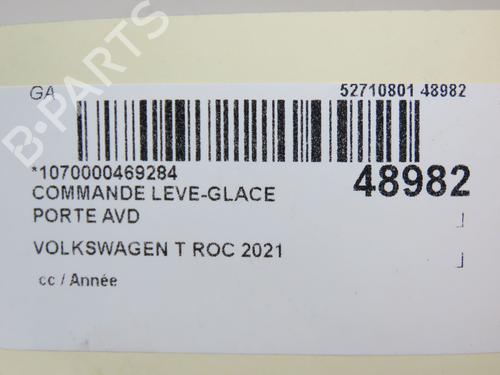 GA
52710801 48982
*1070000469284
48982
COMMANDE LEVE-GLACE
PORTE AVD
VOLKSWAGEN T ROC 2021
cc / Année
B-PARTS